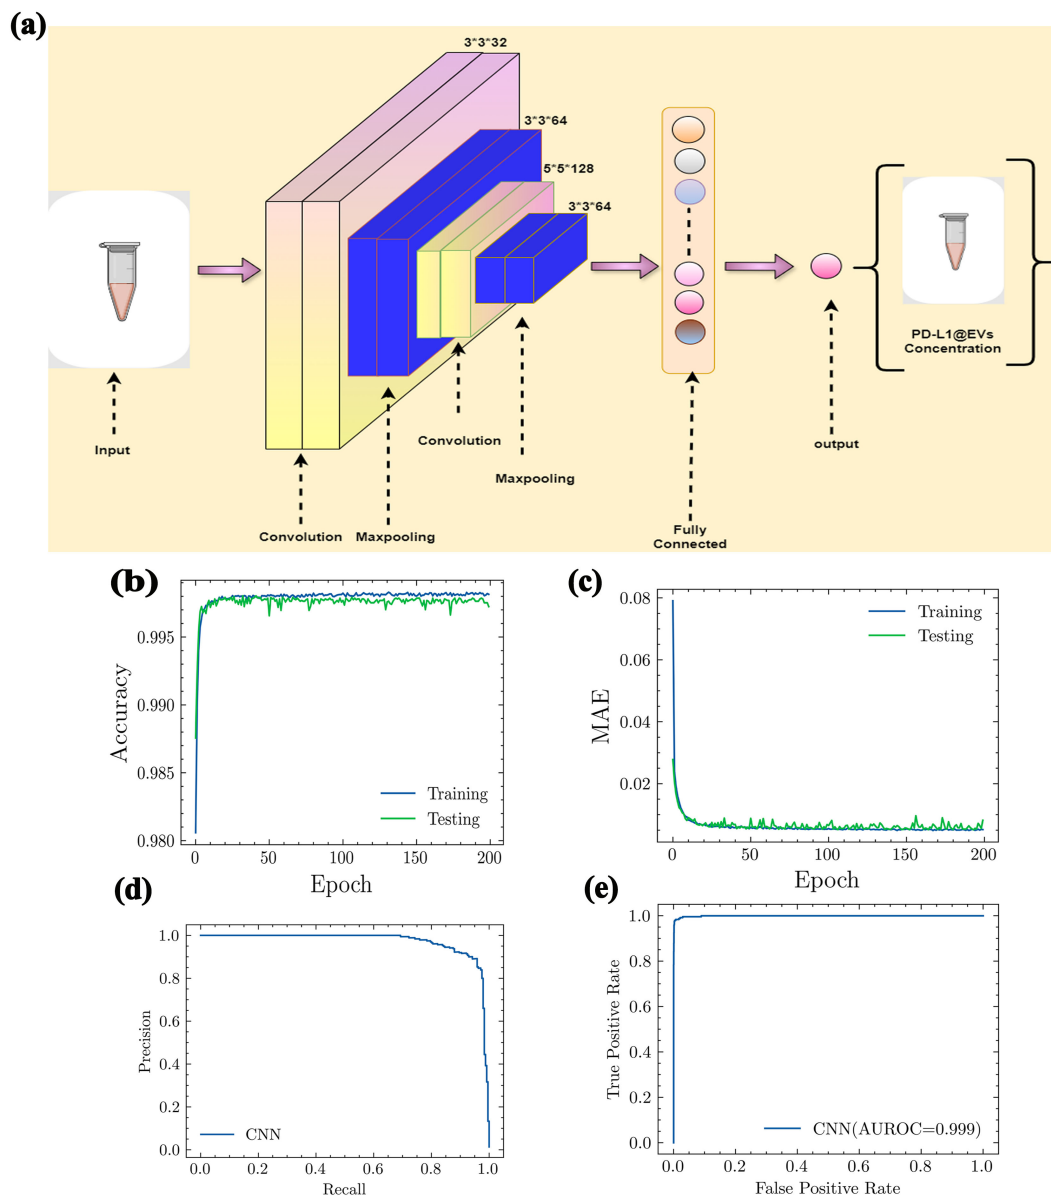 (a)
3*3*32
3*3*64
5*5*128
3*3*64
Input
Convolution
Maxpooling
Convolution
Maxpooling
Fully
Connected
output
PD-L1@EVs
Concentration
(b)
Accuracy
0.995
0.990
0.985
0.980
Training
Testing
0 50 100 150 200
Epoch
(c)
MAE
0.08
0.06
0.04
0.02
Training
Testing
0 50 100 150 200
Epoch
(d)
Precision
1.0
0.8
0.6
0.4
0.2
0.0
CNN
0.0 0.2 0.4 0.6 0.8 1.0
Recall
(e)
True Positive Rate
1.0
0.8
0.6
0.4
0.2
0.0
CNN(AUROC=0.999)
0.0 0.2 0.4 0.6 0.8 1.0
False Positive Rate